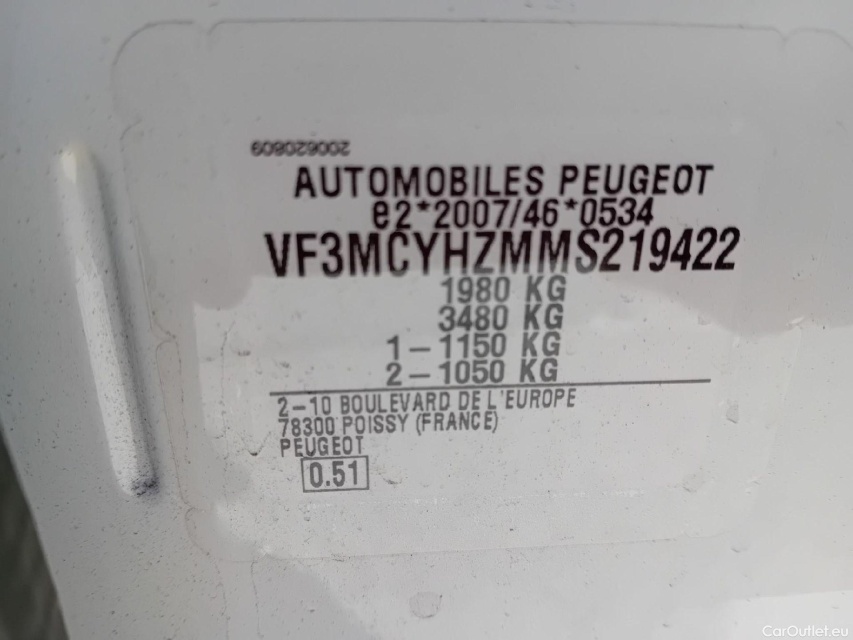 200620809
AUTOMOBILES PEUGEOT
e2*2007/46*0534
VF3MCYHZMMS219422
1980 KG
3480 KG
1-1150 KG
2-1050 KG
2-10 BOULEVARD DE L'EUROPE
78300 POISSY (FRANCE)
PEUGEOT
0.51
CarOutlet.eu